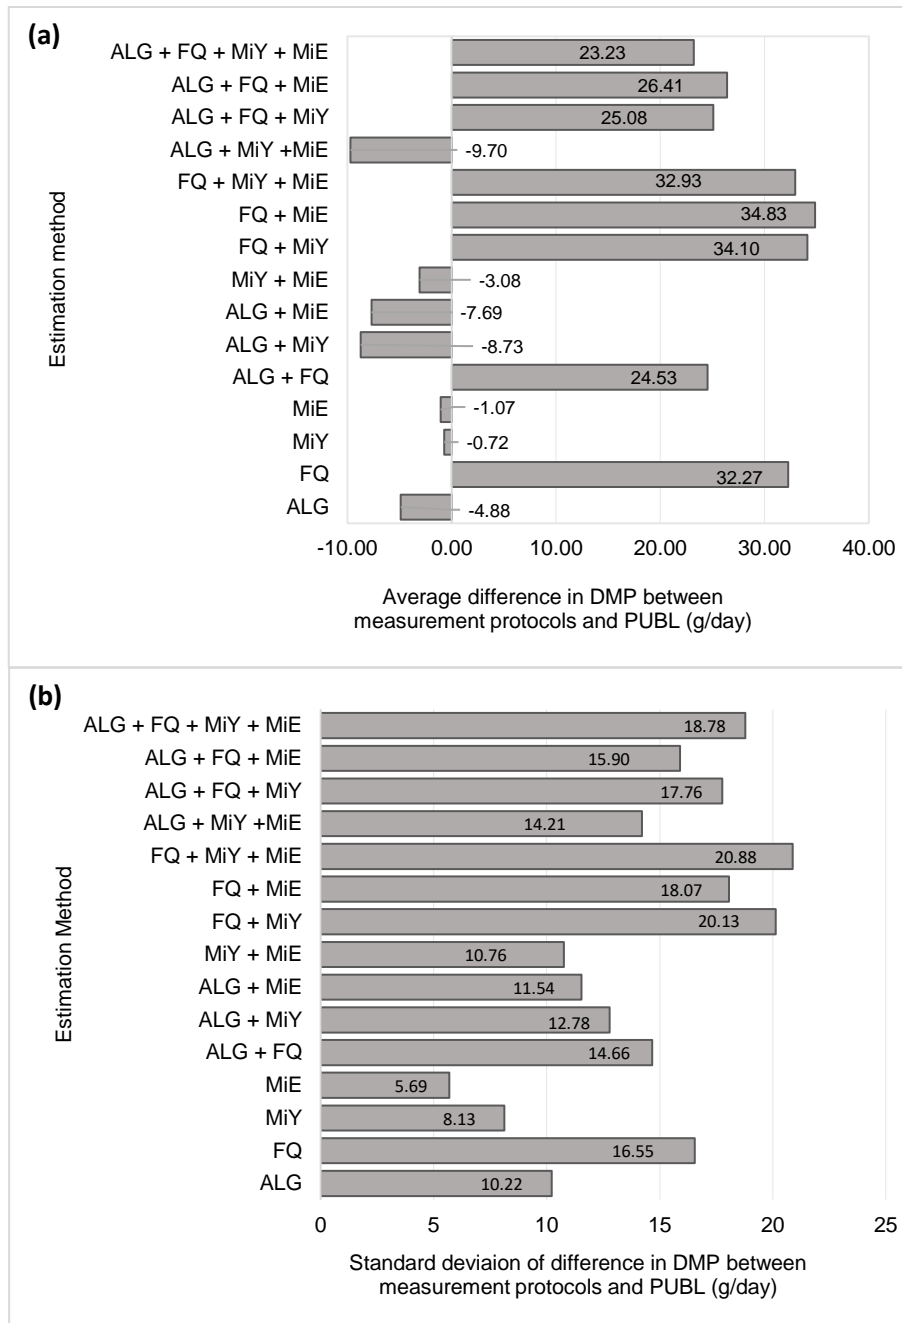 (a)
ALG + FQ + MiY + MiE 23.23
ALG + FQ + MiE 26.41
ALG + FQ + MiY 25.08
ALG + MiY +MiE -9.70
FQ + MiY + MiE 32.93
FQ + MiE 34.83
FQ + MiY 34.10
MiY + MiE -3.08
ALG + MiE -7.69
ALG + MiY -8.73
ALG + FQ 24.53
MiE -1.07
MiY -0.72
FQ 32.27
ALG -4.88
Estimation method
-10.00 0.00 10.00 20.00 30.00 40.00
Average difference in DMP between
measurement protocols and PUBL (g/day)
(b)
ALG + FQ + MiY + MiE 18.78
ALG + FQ + MiE 15.90
ALG + FQ + MiY 17.76
ALG + MiY +MiE 14.21
FQ + MiY + MiE 20.88
FQ + MiE 18.07
FQ + MiY 20.13
MiY + MiE 10.76
ALG + MiE 11.54
ALG + MiY 12.78
ALG + FQ 14.66
MiE 5.69
MiY 8.13
FQ 16.55
ALG 10.22
Estimation Method
0 5 10 15 20 25
Standard deviaion of difference in DMP between
measurement protocols and PUBL (g/day)